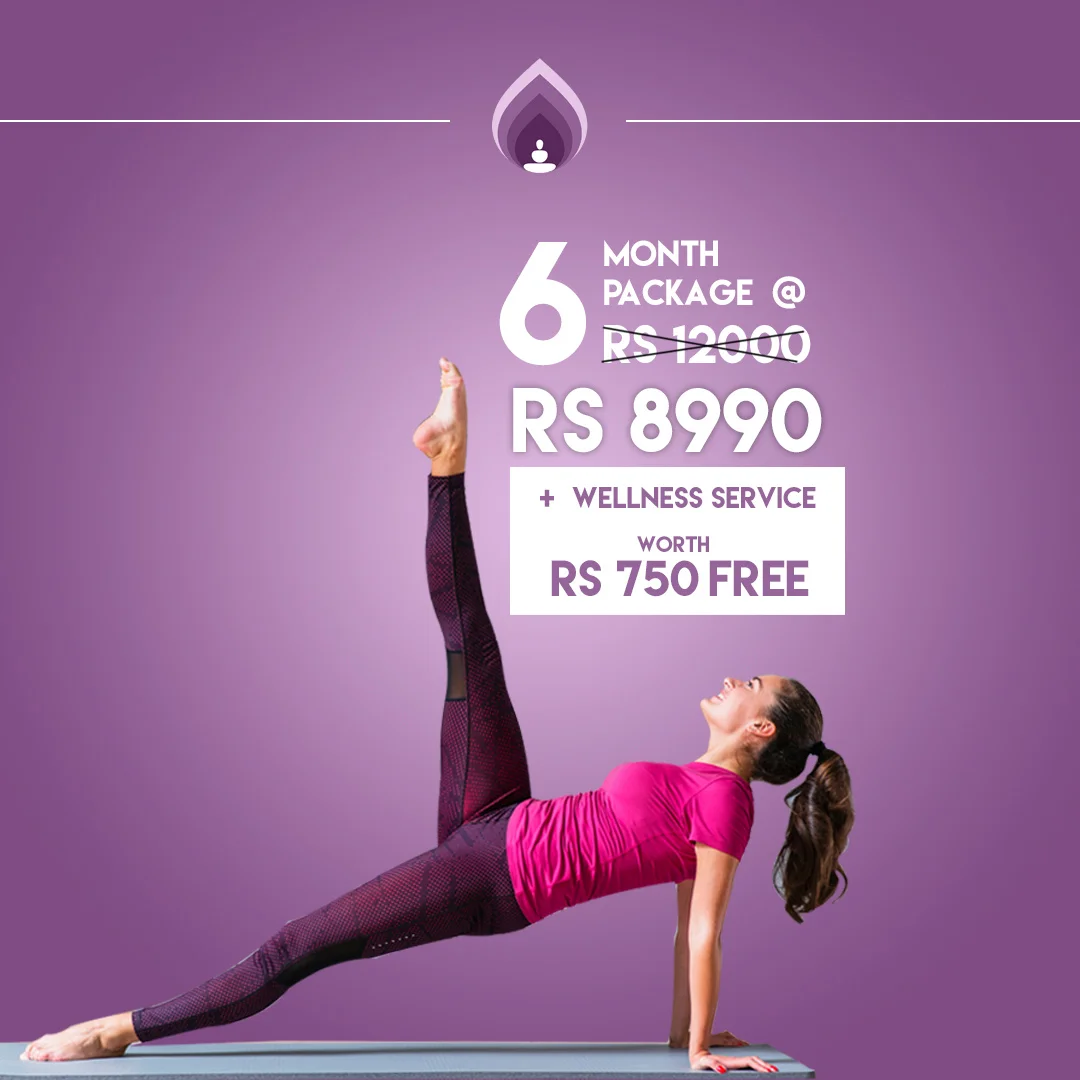 6 MONTH
PACKAGE @
RS 12000
RS 8990
+ WELLNESS SERVICE
WORTH
RS 750 FREE